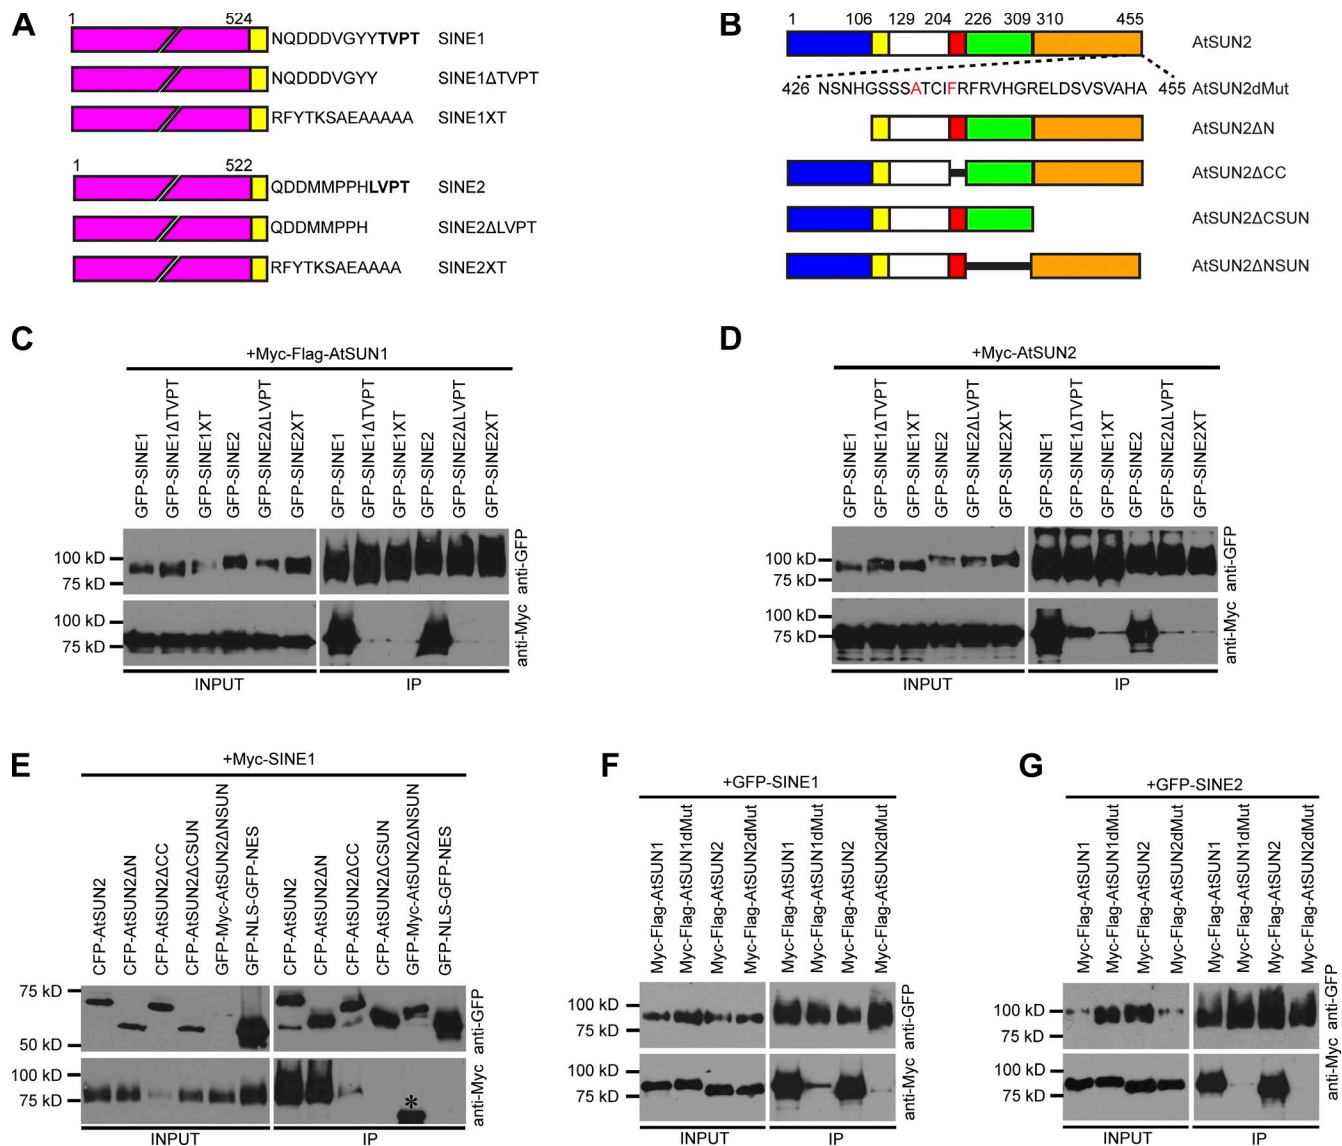 A
1 524
NQDDDVGYYTVPT SINE1
NQDDDVGYY SINE1ΔTVPT
RFYTKSAEAAAAA SINE1XT
1 522
QDDMMPPHLVPT SINE2
QDDMMPPH SINE2ΔLVPT
RFYTKSAEAAAA SINE2XT
B
1 106 129 204 226 309 310 455
AtSUN2
426 NSNHGSSSATCIFRFRVHGRELDSVSVAHA 455 AtSUN2dMut
AtSUN2ΔN
AtSUN2ΔCC
AtSUN2ΔCSUN
AtSUN2ΔNSUN
C
+Myc-Flag-AtSUN1
GFP-SINE1
GFP-SINE1ΔTVPT
GFP-SINE1XT
GFP-SINE2
GFP-SINE2ΔLVPT
GFP-SINE2XT
GFP-SINE1
GFP-SINE1ΔTVPT
GFP-SINE1XT
GFP-SINE2
GFP-SINE2ΔLVPT
GFP-SINE2XT
100 kD
75 kD
anti-GFP
100 kD
75 kD
anti-Myc
INPUT IP
D
+Myc-AtSUN2
GFP-SINE1
GFP-SINE1ΔTVPT
GFP-SINE1XT
GFP-SINE2
GFP-SINE2ΔLVPT
GFP-SINE2XT
GFP-SINE1
GFP-SINE1ΔTVPT
GFP-SINE1XT
GFP-SINE2
GFP-SINE2ΔLVPT
GFP-SINE2XT
100 kD
75 kD
anti-GFP
100 kD
75 kD
anti-Myc
INPUT IP
E
+Myc-SINE1
CFP-AtSUN2
CFP-AtSUN2ΔN
CFP-AtSUN2ΔCC
CFP-AtSUN2ΔCSUN
GFP-Myc-AtSUN2ΔNSUN
GFP-NLS-GFP-NES
CFP-AtSUN2
CFP-AtSUN2ΔN
CFP-AtSUN2ΔCC
CFP-AtSUN2ΔCSUN
GFP-Myc-AtSUN2ΔNSUN
GFP-NLS-GFP-NES
75 kD
50 kD
anti-GFP
100 kD
75 kD
*
anti-Myc
INPUT IP
F
+GFP-SINE1
Myc-Flag-AtSUN1
Myc-Flag-AtSUN1dMut
Myc-Flag-AtSUN2
Myc-Flag-AtSUN2dMut
Myc-Flag-AtSUN1
Myc-Flag-AtSUN1dMut
Myc-Flag-AtSUN2
Myc-Flag-AtSUN2dMut
100 kD
75 kD
anti-GFP
100 kD
75 kD
anti-Myc
INPUT IP
G
+GFP-SINE2
Myc-Flag-AtSUN1
Myc-Flag-AtSUN1dMut
Myc-Flag-AtSUN2
Myc-Flag-AtSUN2dMut
Myc-Flag-AtSUN1
Myc-Flag-AtSUN1dMut
Myc-Flag-AtSUN2
Myc-Flag-AtSUN2dMut
100 kD
75 kD
anti-GFP
100 kD
75 kD
anti-Myc
INPUT IP